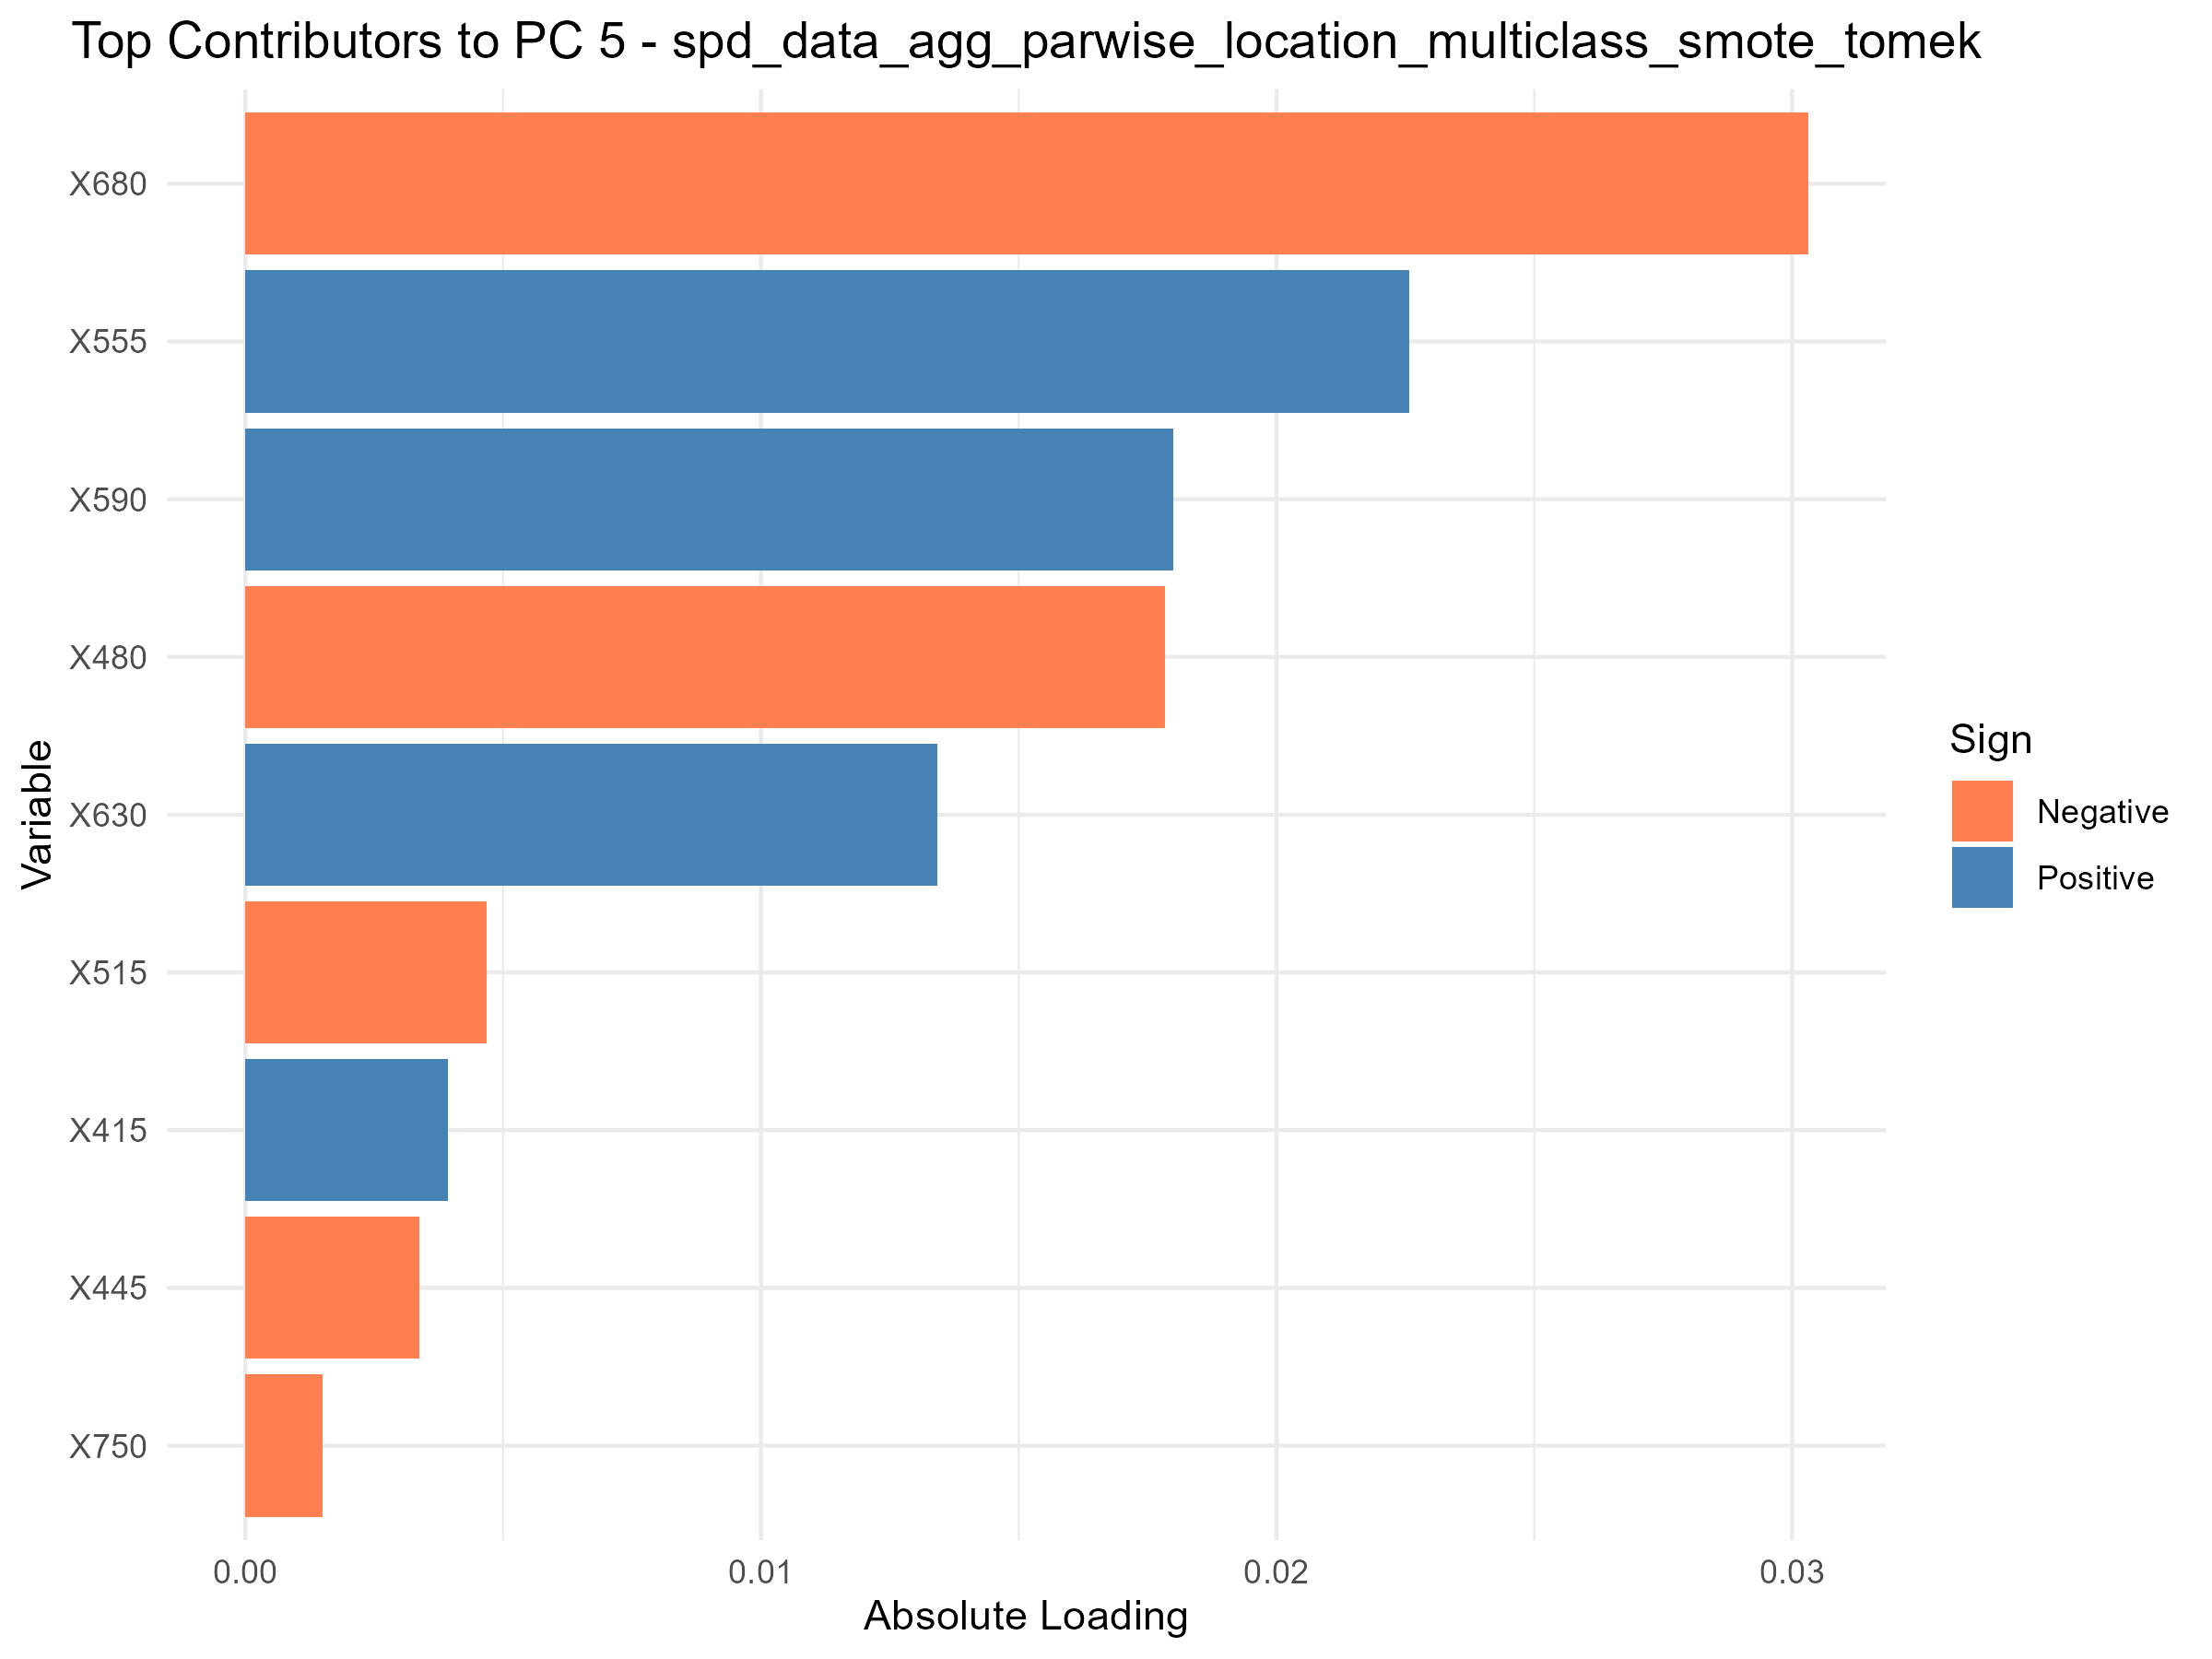 Top Contributors to PC 5 - spd_data_agg_parwise_location_multiclass_smote_tomek
Variable
X680
X555
X590
X480
X630
X515
X415
X445
X750
0.00 0.01 0.02 0.03
Absolute Loading
Sign
Negative
Positive